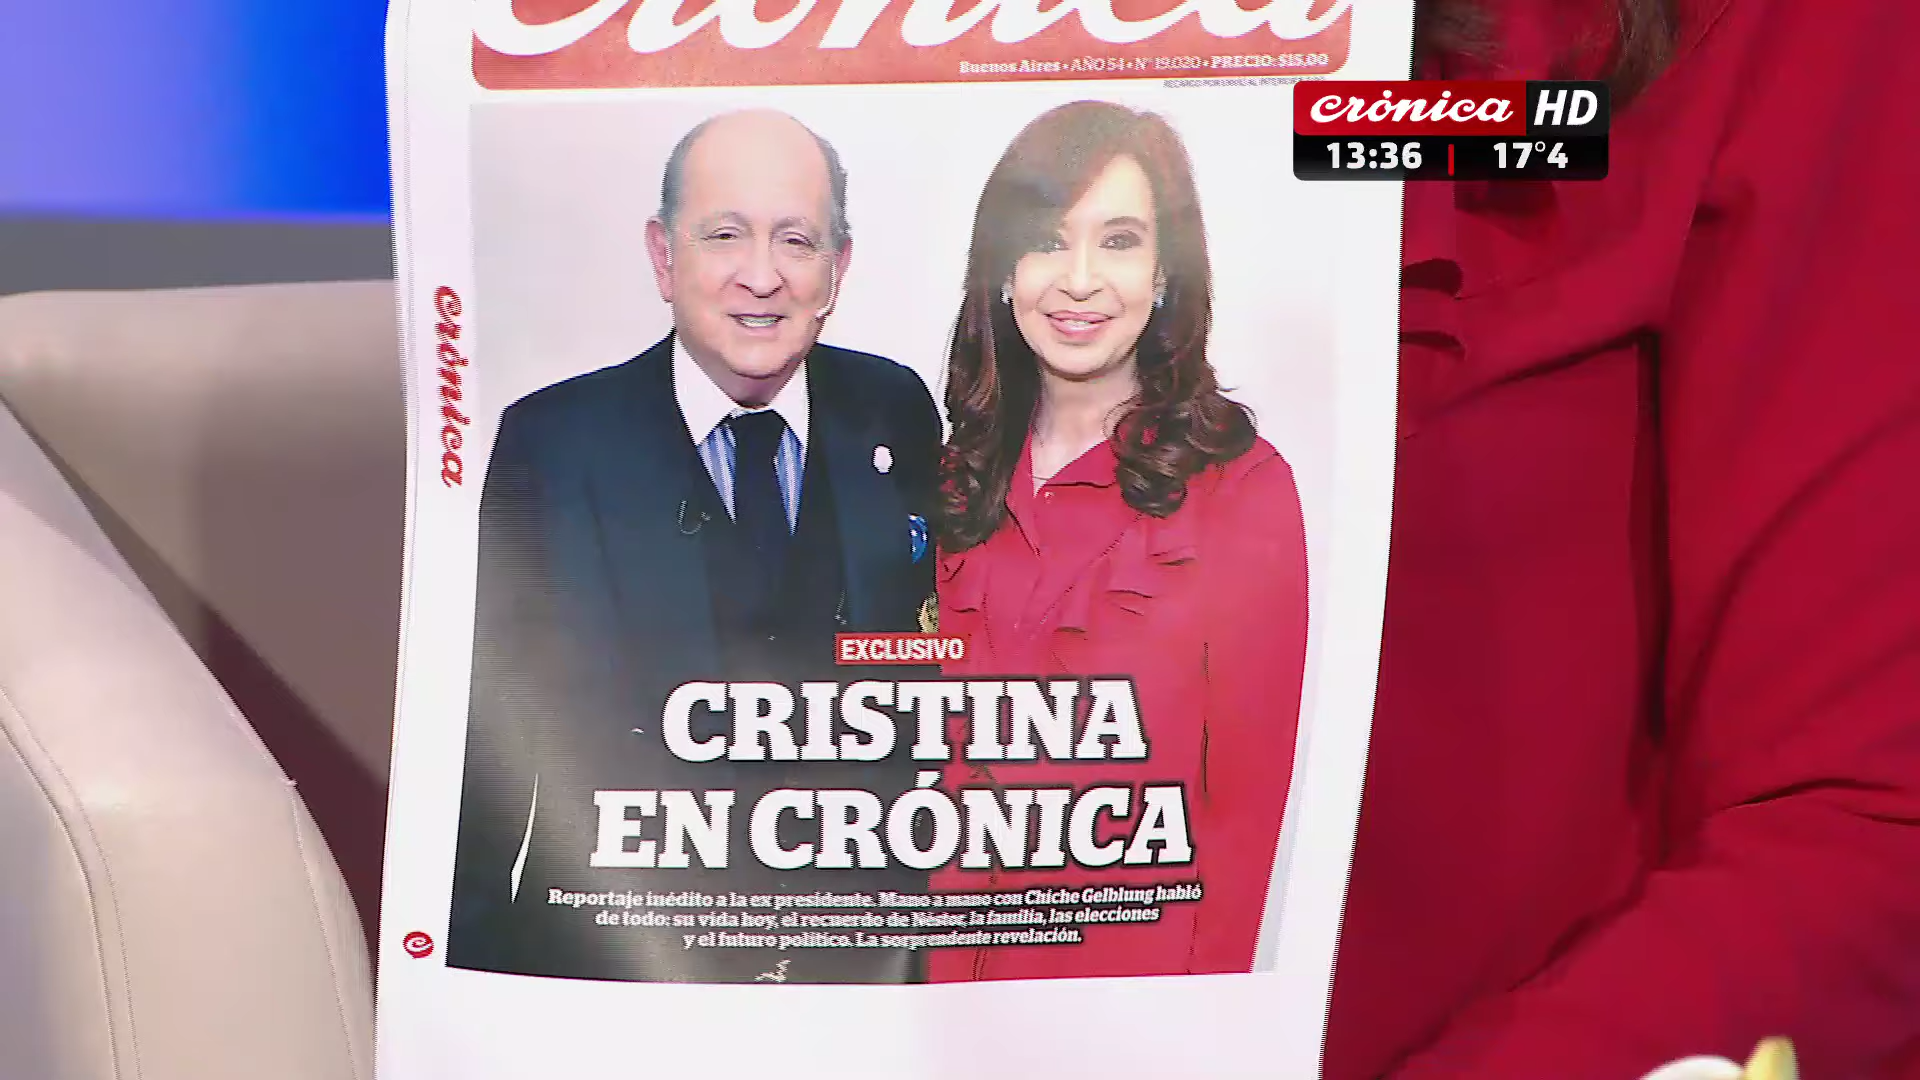 Crónica
Buenos Aires • AÑO 54 • N° 19.020 • PRECIO: $15,00
crónica HD
13:36 | 17°4
crónica
EXCLUSIVO
CRISTINA
EN CRÓNICA
Reportaje inédito a la ex presidente. Mano a mano con Chiche Gelblung habló
de todo: su vida hoy, el recuerdo de Néstor, la familia, las elecciones
y el futuro político. La sorprendente revelación.